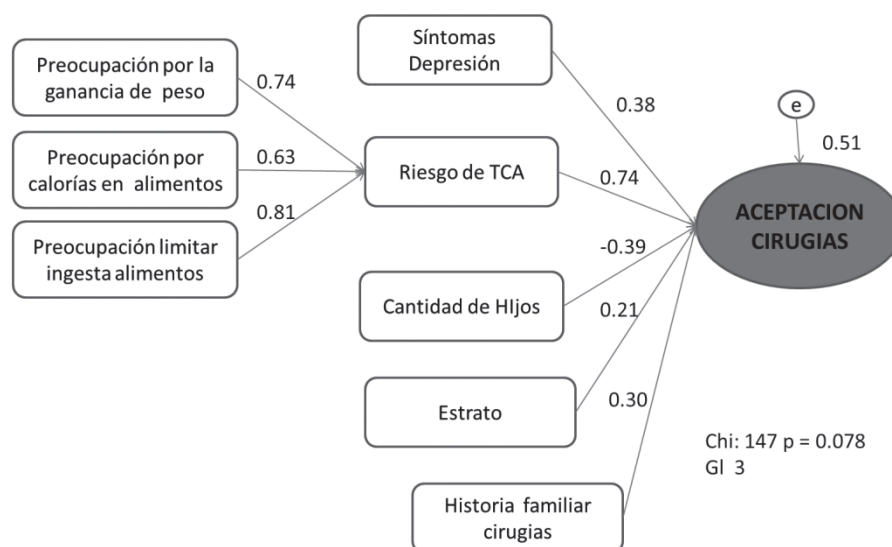 Preocupación por la
ganancia de peso
0.74
Preocupación por
calorías en alimentos
0.63
Preocupación limitar
ingesta alimentos
0.81
Síntomas
Depresión
0.38
Riesgo de TCA
0.74
Cantidad de HIjos
-0.39
Estrato
0.21
Historia familiar
cirugias
0.30
e
0.51
ACEPTACION
CIRUGIAS
Chi: 147 p = 0.078
Gl 3